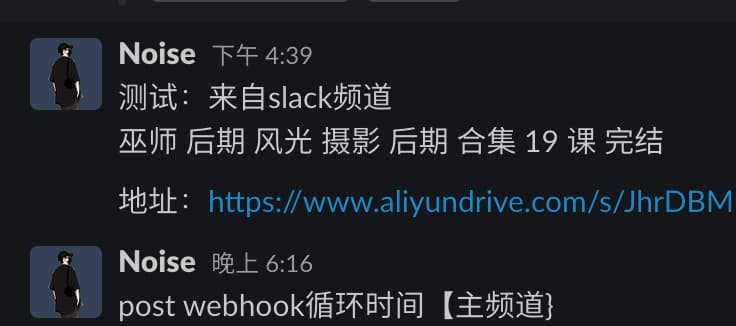 Noise 下午 4:39
测试：来自slack频道
巫师 后期 风光 摄影 后期 合集 19 课 完结
地址：https://www.aliyundrive.com/s/JhrDBM
Noise 晚上 6:16
post webhook循环时间【主频道}